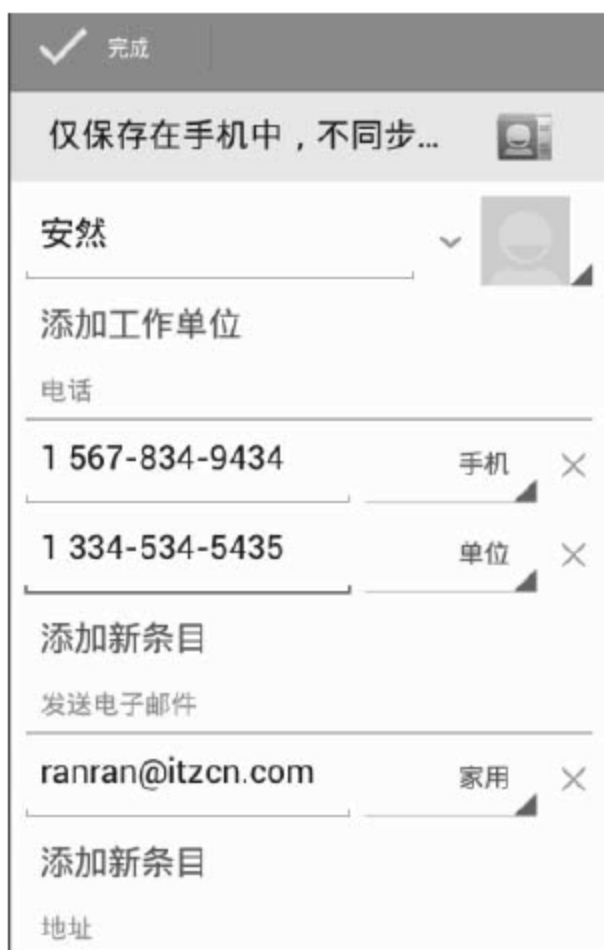 完成
仅保存在手机中，不同步...
安然
添加工作单位
电话
1 567-834-9434 手机
1 334-534-5435 单位
添加新条目
发送电子邮件
ranran@itzcn.com 家用
添加新条目
地址